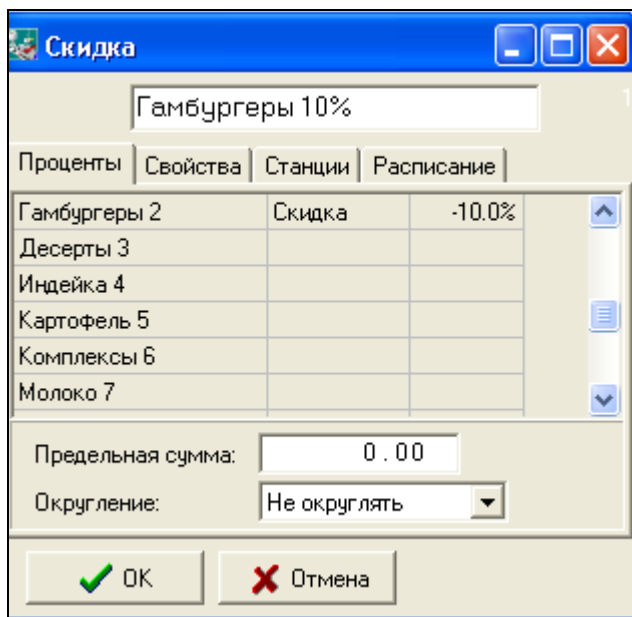 Скидка
Гамбургеры 10%
1
Проценты Свойства Станции Расписание
Гамбургеры 2 Скидка -10.0%
Десерты 3
Индейка 4
Картофель 5
Комплексы 6
Молоко 7
Предельная сумма: 0.00
Округление: Не округлять
OK Отмена